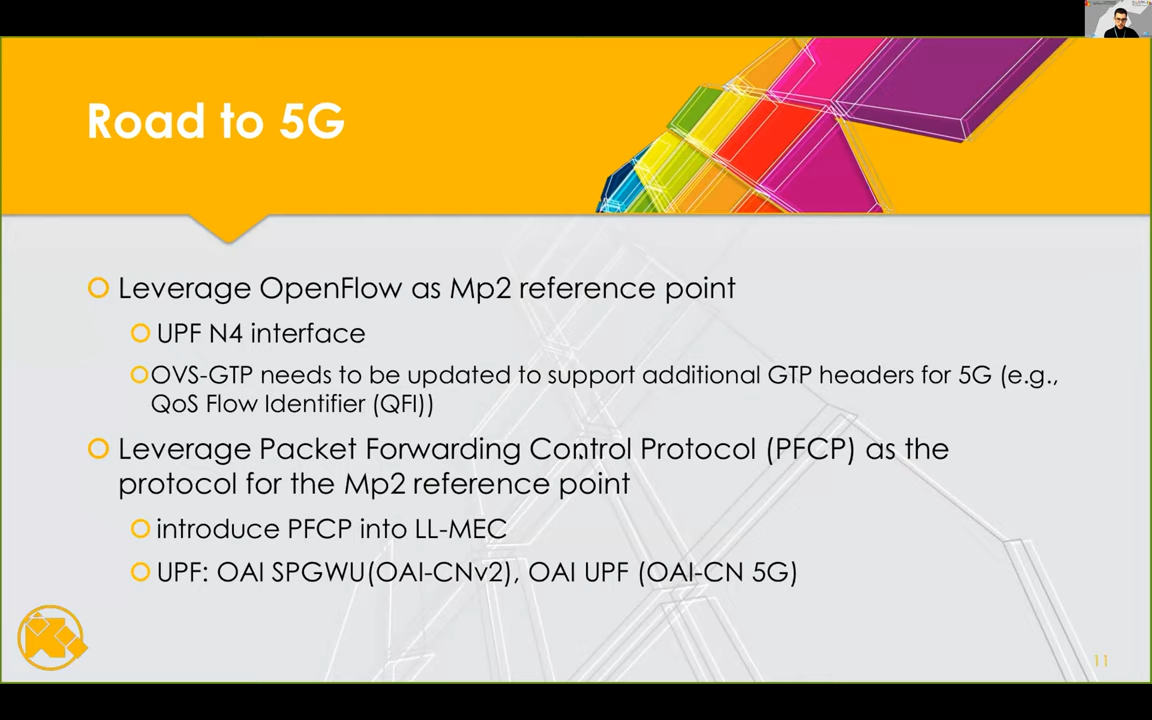 Road to 5G
Leverage OpenFlow as Mp2 reference point
UPF N4 interface
OVS-GTP needs to be updated to support additional GTP headers for 5G (e.g.,
QoS Flow Identifier (QFI))
Leverage Packet Forwarding Control Protocol (PFCP) as the
protocol for the Mp2 reference point
introduce PFCP into LL-MEC
UPF: OAI SPGWU(OAI-CNv2), OAI UPF (OAI-CN 5G)
11